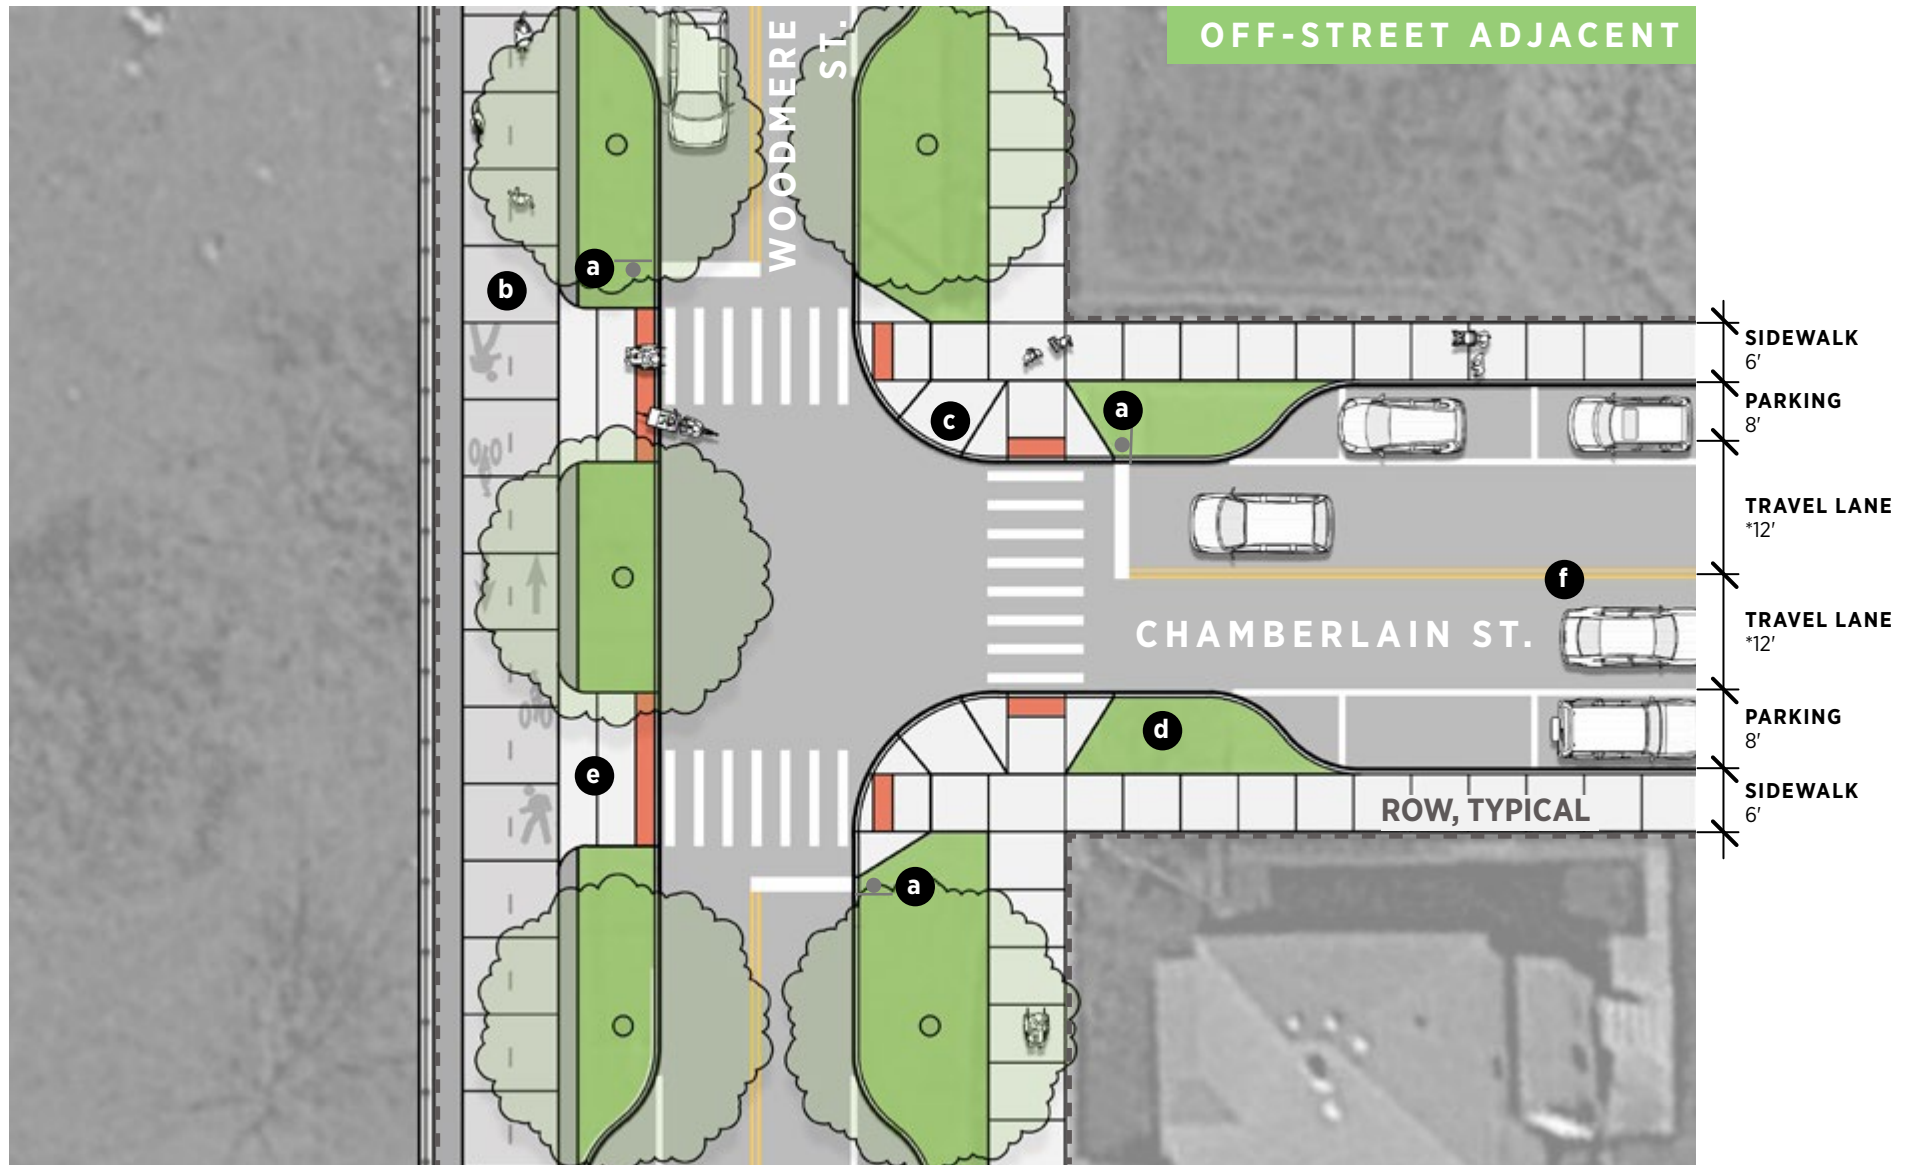 OFF-STREET ADJACENT
WOODMERE
ST.
a
b
c
a
SIDEWALK
6'
PARKING
8'
TRAVEL LANE
*12'
f
CHAMBERLAIN ST.
TRAVEL LANE
*12'
d
PARKING
8'
e
ROW, TYPICAL
SIDEWALK
6'
a